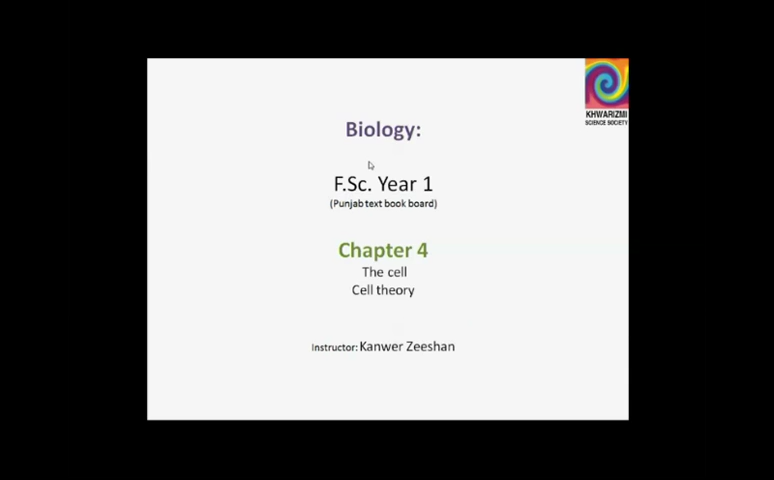 KHWARIZMI
SCIENCE SOCIETY
Biology:
F.Sc. Year 1
(Punjab text book board)
Chapter 4
The cell
Cell theory
Instructor: Kanwer Zeeshan